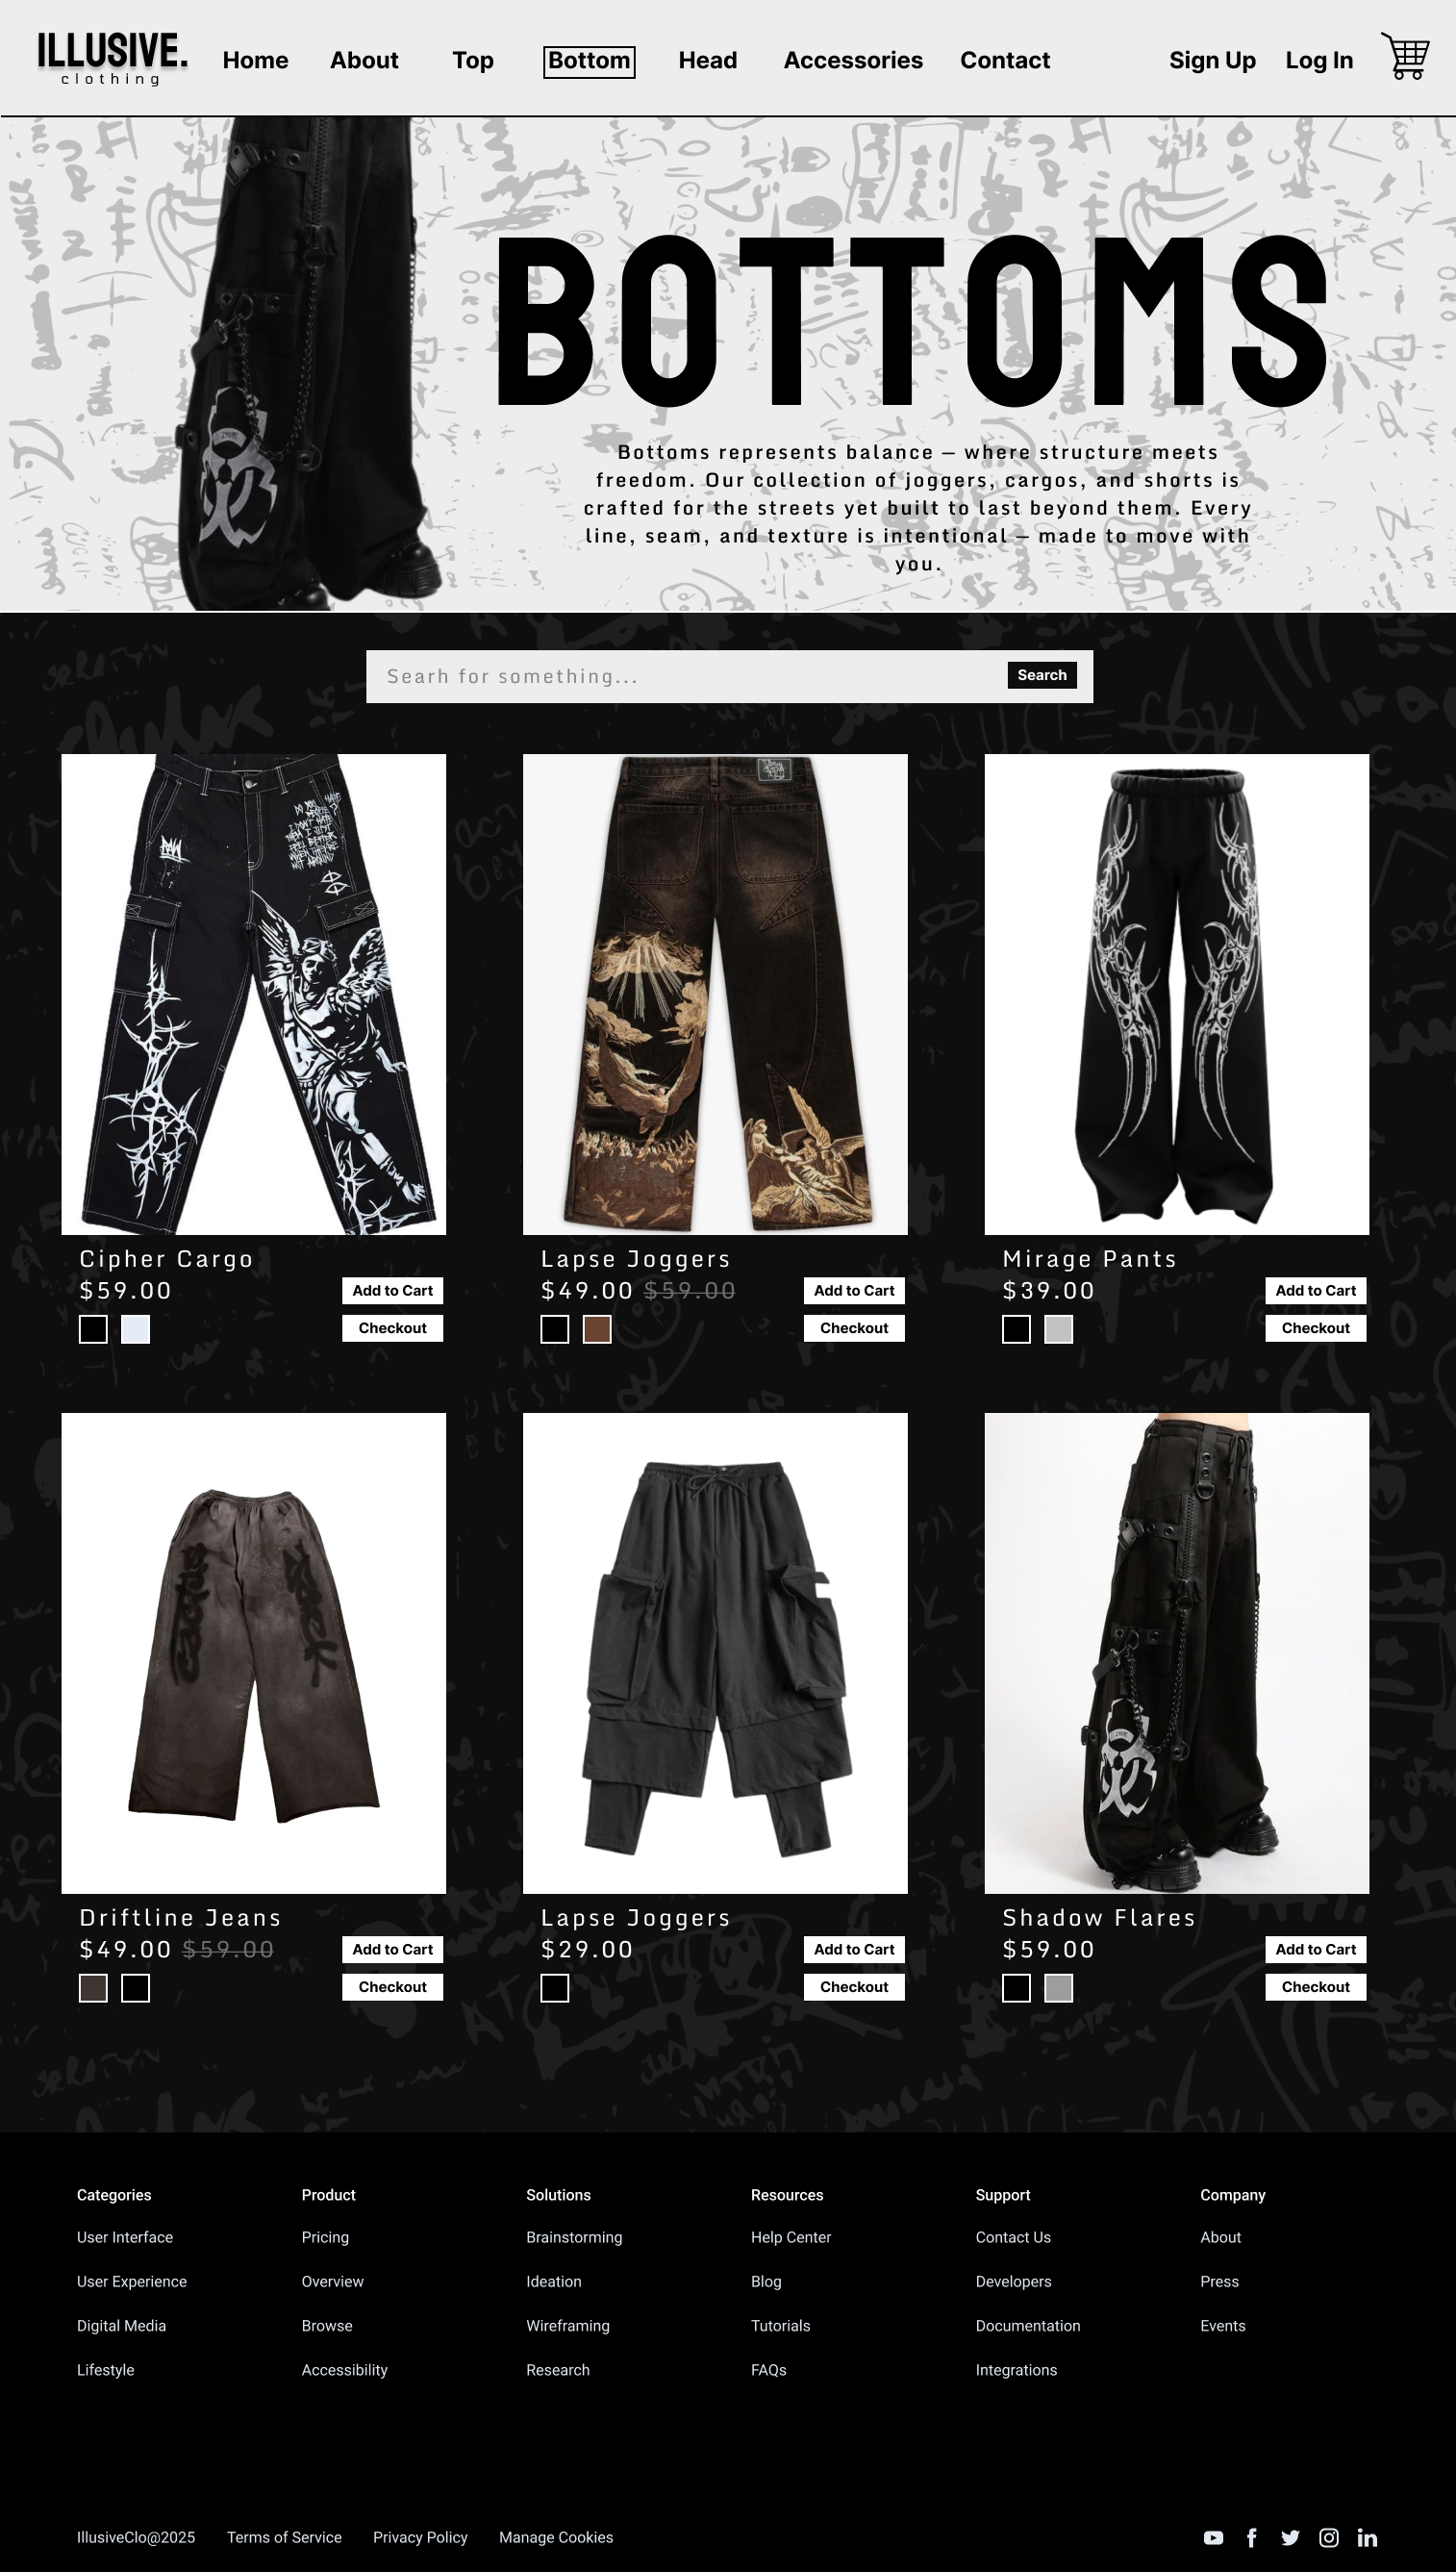 ILLUSIVE.
clothing
Home About Top Bottom Head Accessories Contact Sign Up Log In
BOTTOMS
Bottoms represents balance — where structure meets
freedom. Our collection of joggers, cargos, and shorts is
crafted for the streets yet built to last beyond them. Every
line, seam, and texture is intentional — made to move with
you.
Searh for something...
Search
Cipher Cargo
$59.00
Add to Cart
Checkout
Lapse Joggers
$49.00 $59.00
Add to Cart
Checkout
Mirage Pants
$39.00
Add to Cart
Checkout
Driftline Jeans
$49.00 $59.00
Add to Cart
Checkout
Lapse Joggers
$29.00
Add to Cart
Checkout
Shadow Flares
$59.00
Add to Cart
Checkout
Categories
User Interface
User Experience
Digital Media
Lifestyle
Product
Pricing
Overview
Browse
Accessibility
Solutions
Brainstorming
Ideation
Wireframing
Research
Resources
Help Center
Blog
Tutorials
FAQs
Support
Contact Us
Developers
Documentation
Integrations
Company
About
Press
Events
IllusiveClo@2025 Terms of Service Privacy Policy Manage Cookies